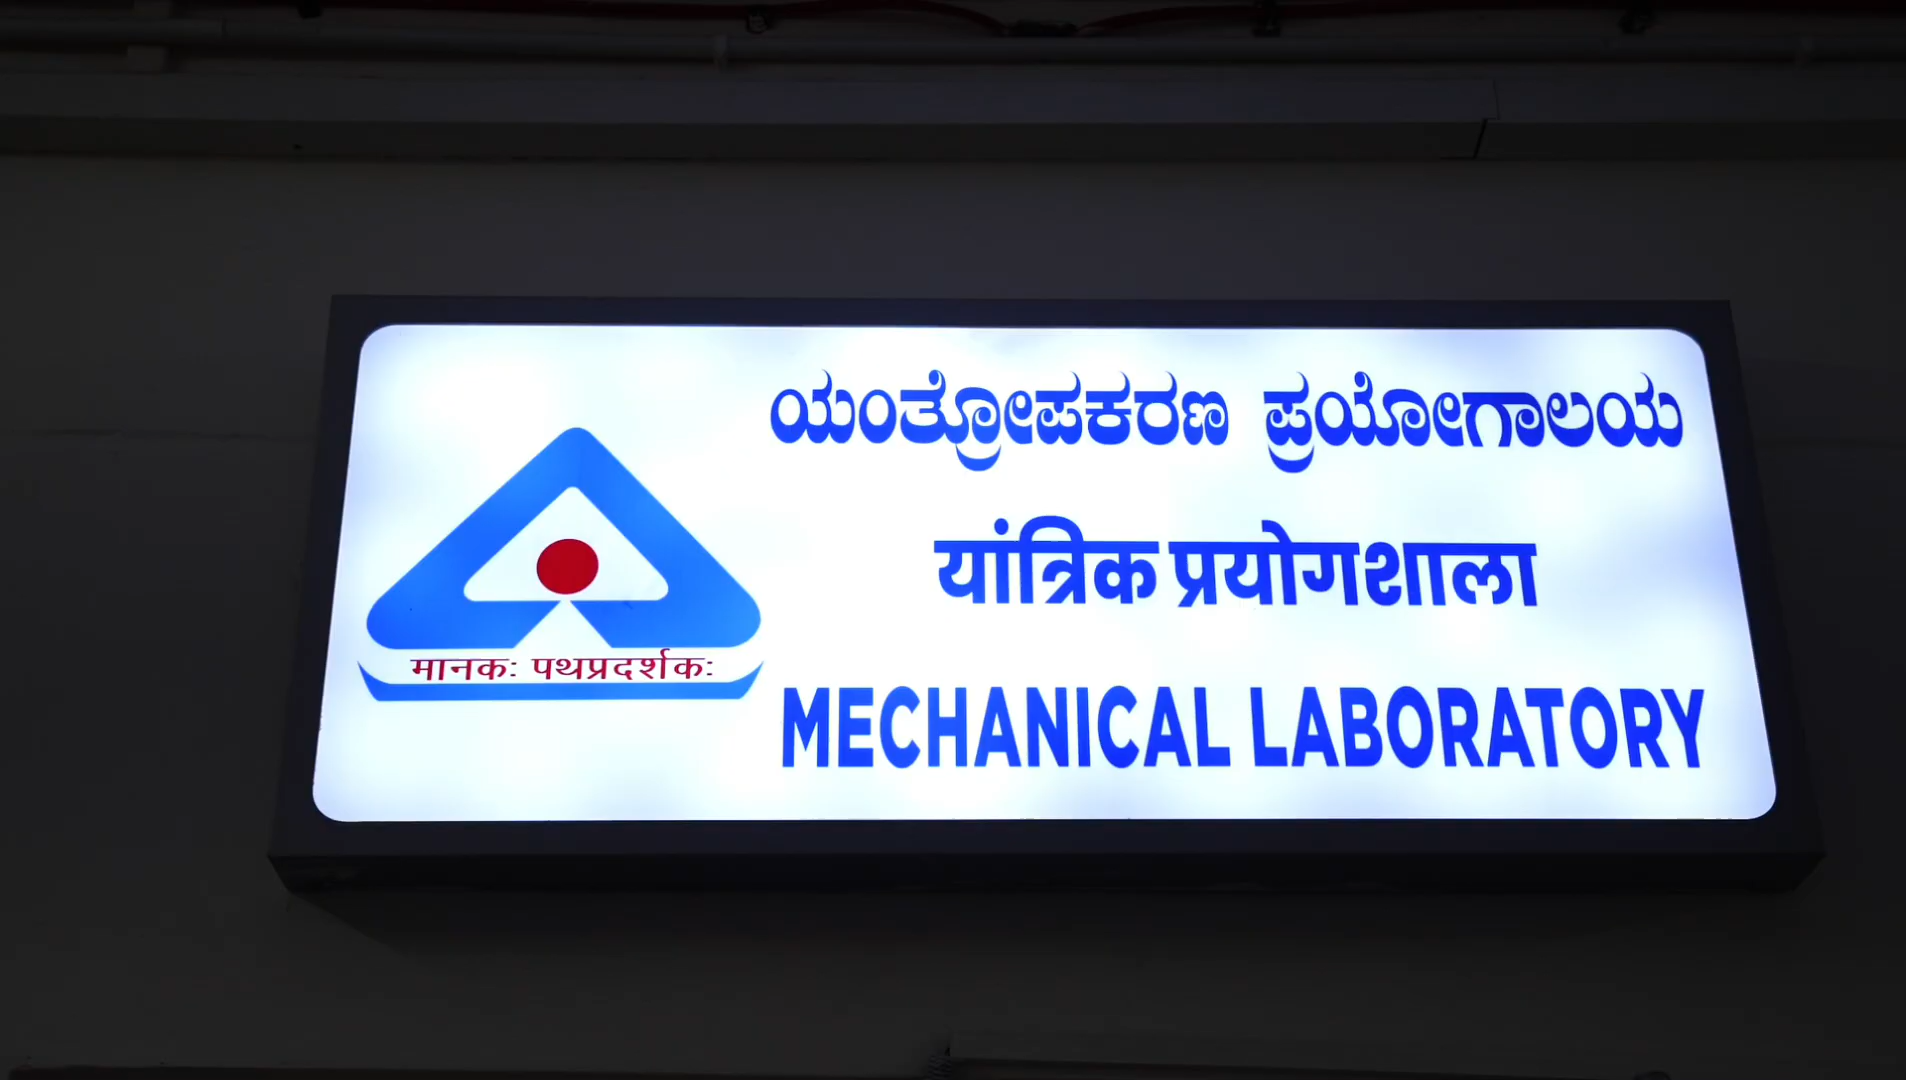 ಯಂತ್ರೋಪಕರಣ ಪ್ರಯೋಗಾಲಯ
यांत्रिक प्रयोगशाला
मानकः पथप्रदर्शकः
MECHANICAL LABORATORY